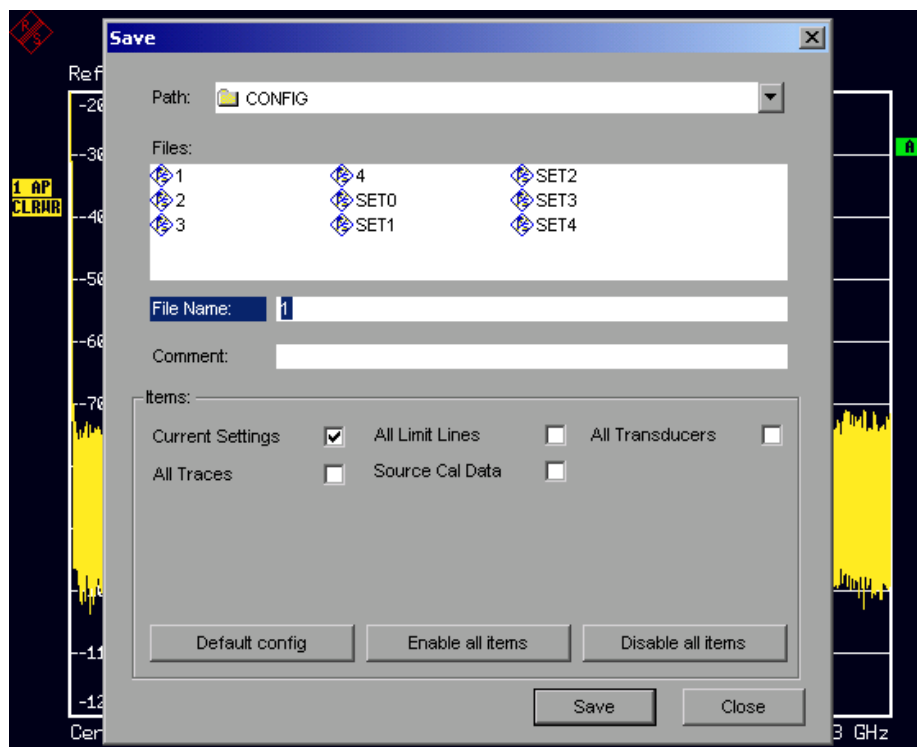 R S
Save
Ref
Path: CONFIG
-20
Files:
--30
A
1 4 SET2
1 AP
CLRWR
2 SET0 SET3
--40
3 SET1 SET4
--50
File Name: 1
--60
Comment:
--70
Items:
Current Settings All Limit Lines All Transducers
All Traces Source Cal Data
Default config Enable all items Disable all items
--11
-12
Save Close
Cen
3 GHz